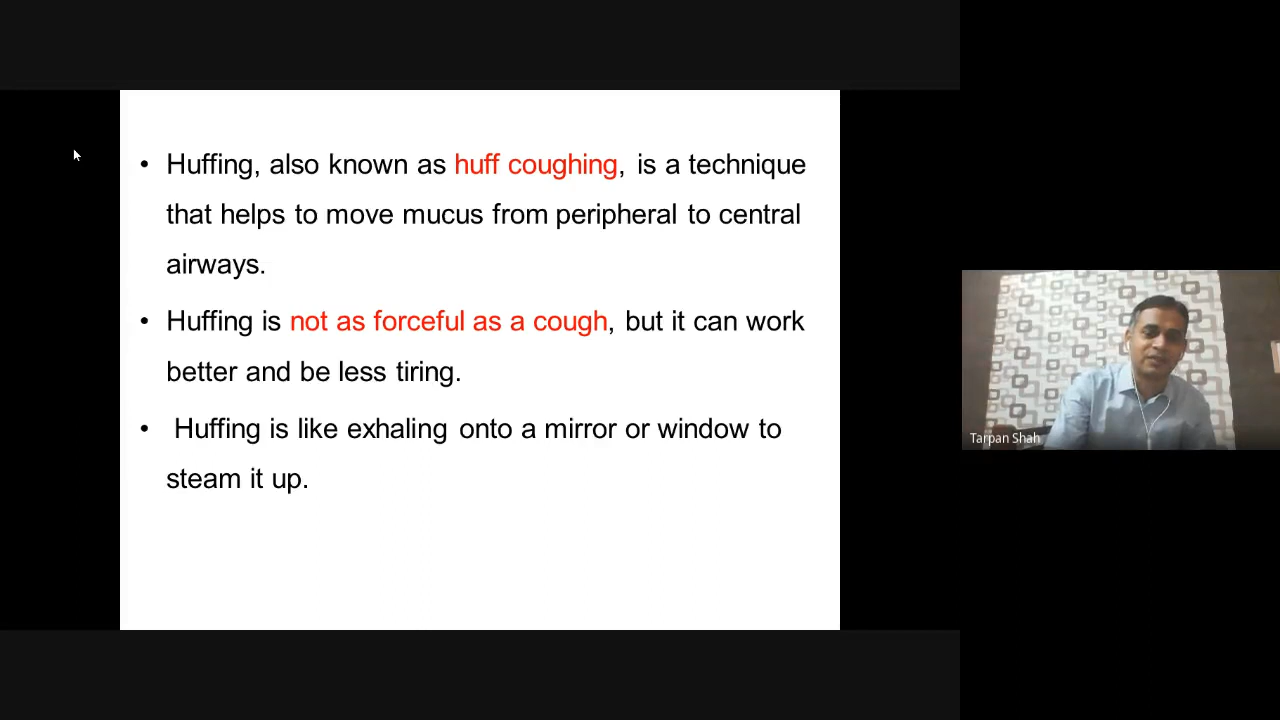 • Huffing, also known as huff coughing, is a technique
that helps to move mucus from peripheral to central
airways.
• Huffing is not as forceful as a cough, but it can work
better and be less tiring.
• Huffing is like exhaling onto a mirror or window to
steam it up.
Tarpan Shah